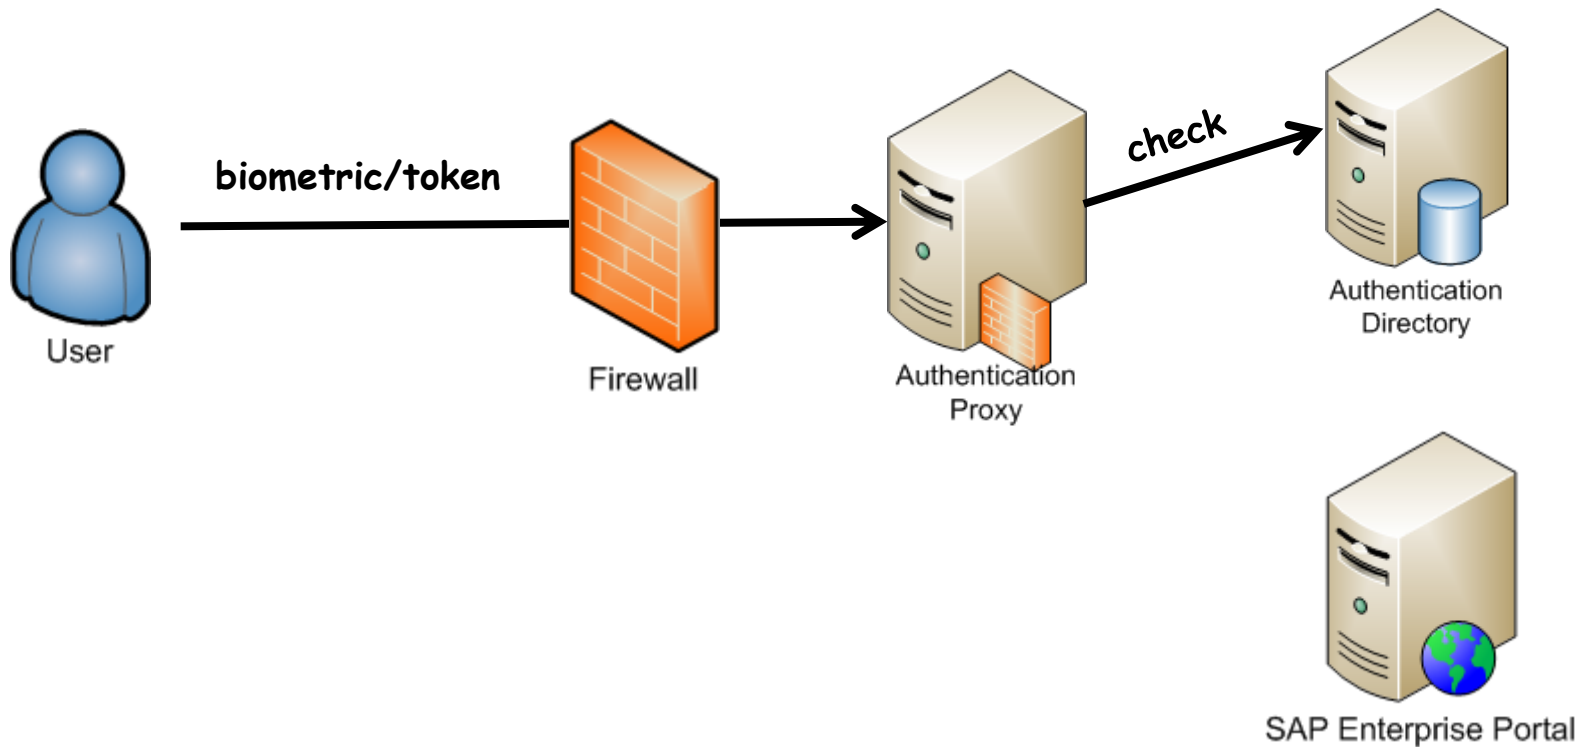 biometric/token
check
User
Firewall
Authentication
Proxy
Authentication
Directory
SAP Enterprise Portal